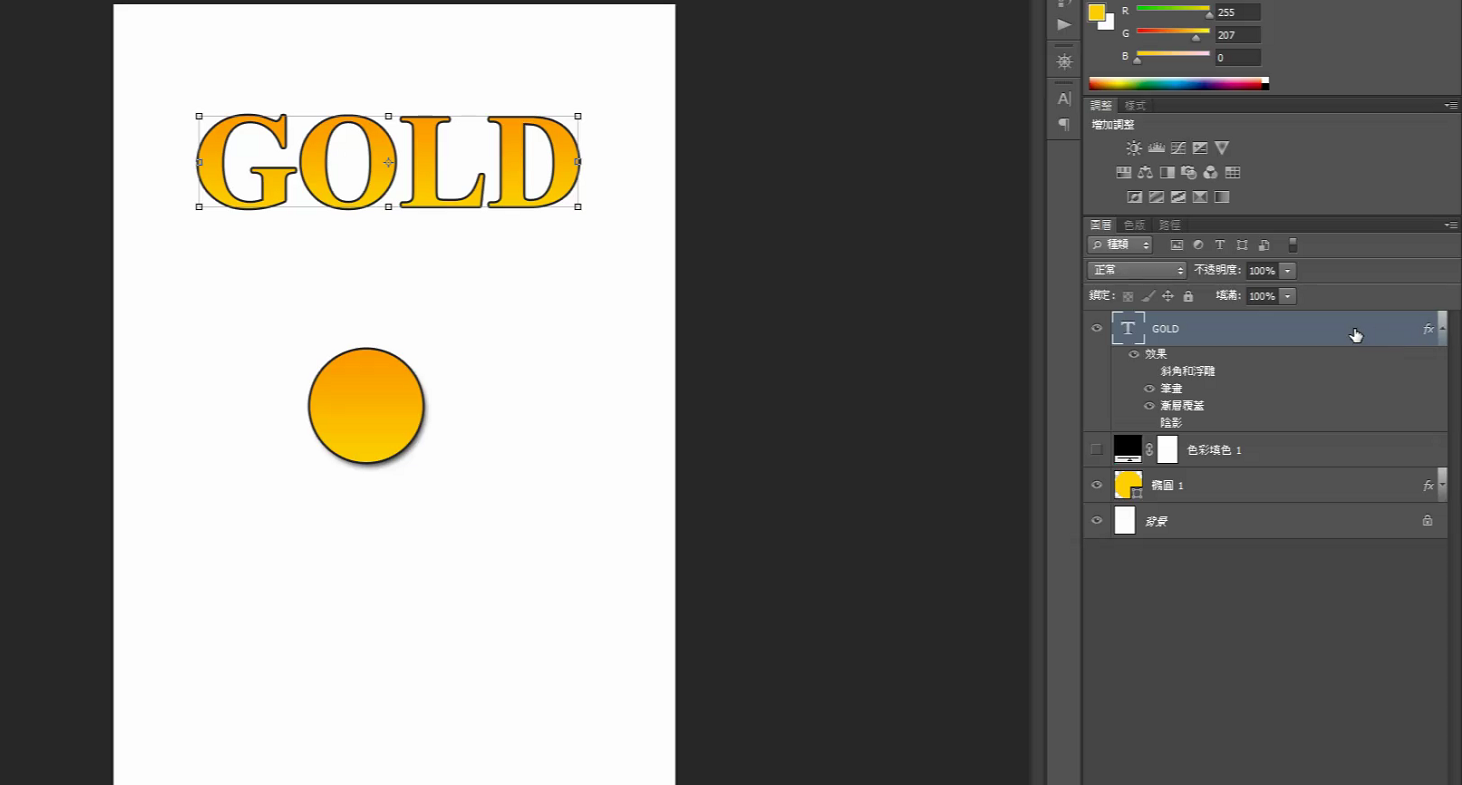 GOLD
R 255
G 207
B 0
調整 樣式
增加調整
圖層 色版 路徑
種類
正常 不透明度: 100%
鎖定: 填滿: 100%
T GOLD fx
效果
斜角和浮雕
筆畫
漸層覆蓋
陰影
色彩填色 1
橢圓 1 fx
背景